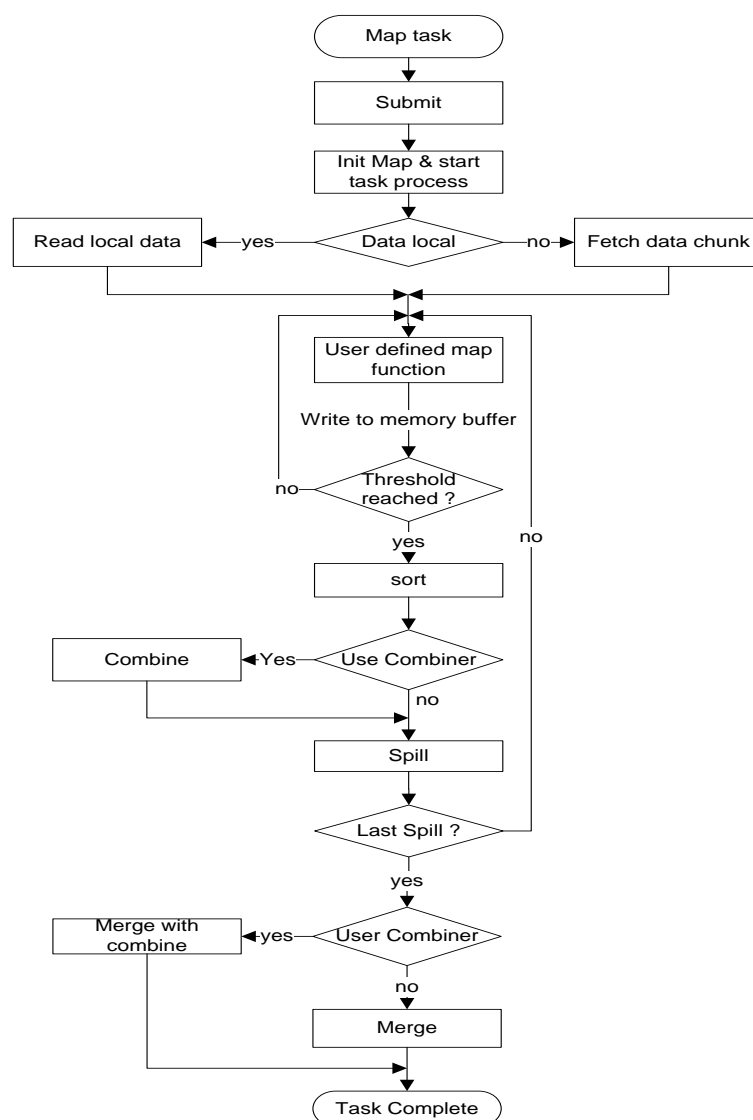 Map task
Submit
Init Map & start
task process
Read local data
yes
Data local
no
Fetch data chunk
User defined map
function
Write to memory buffer
Threshold
reached ?
no
no
yes
sort
Combine
Yes
Use Combiner
no
Spill
Last Spill ?
yes
Merge with
combine
yes
User Combiner
no
Merge
Task Complete